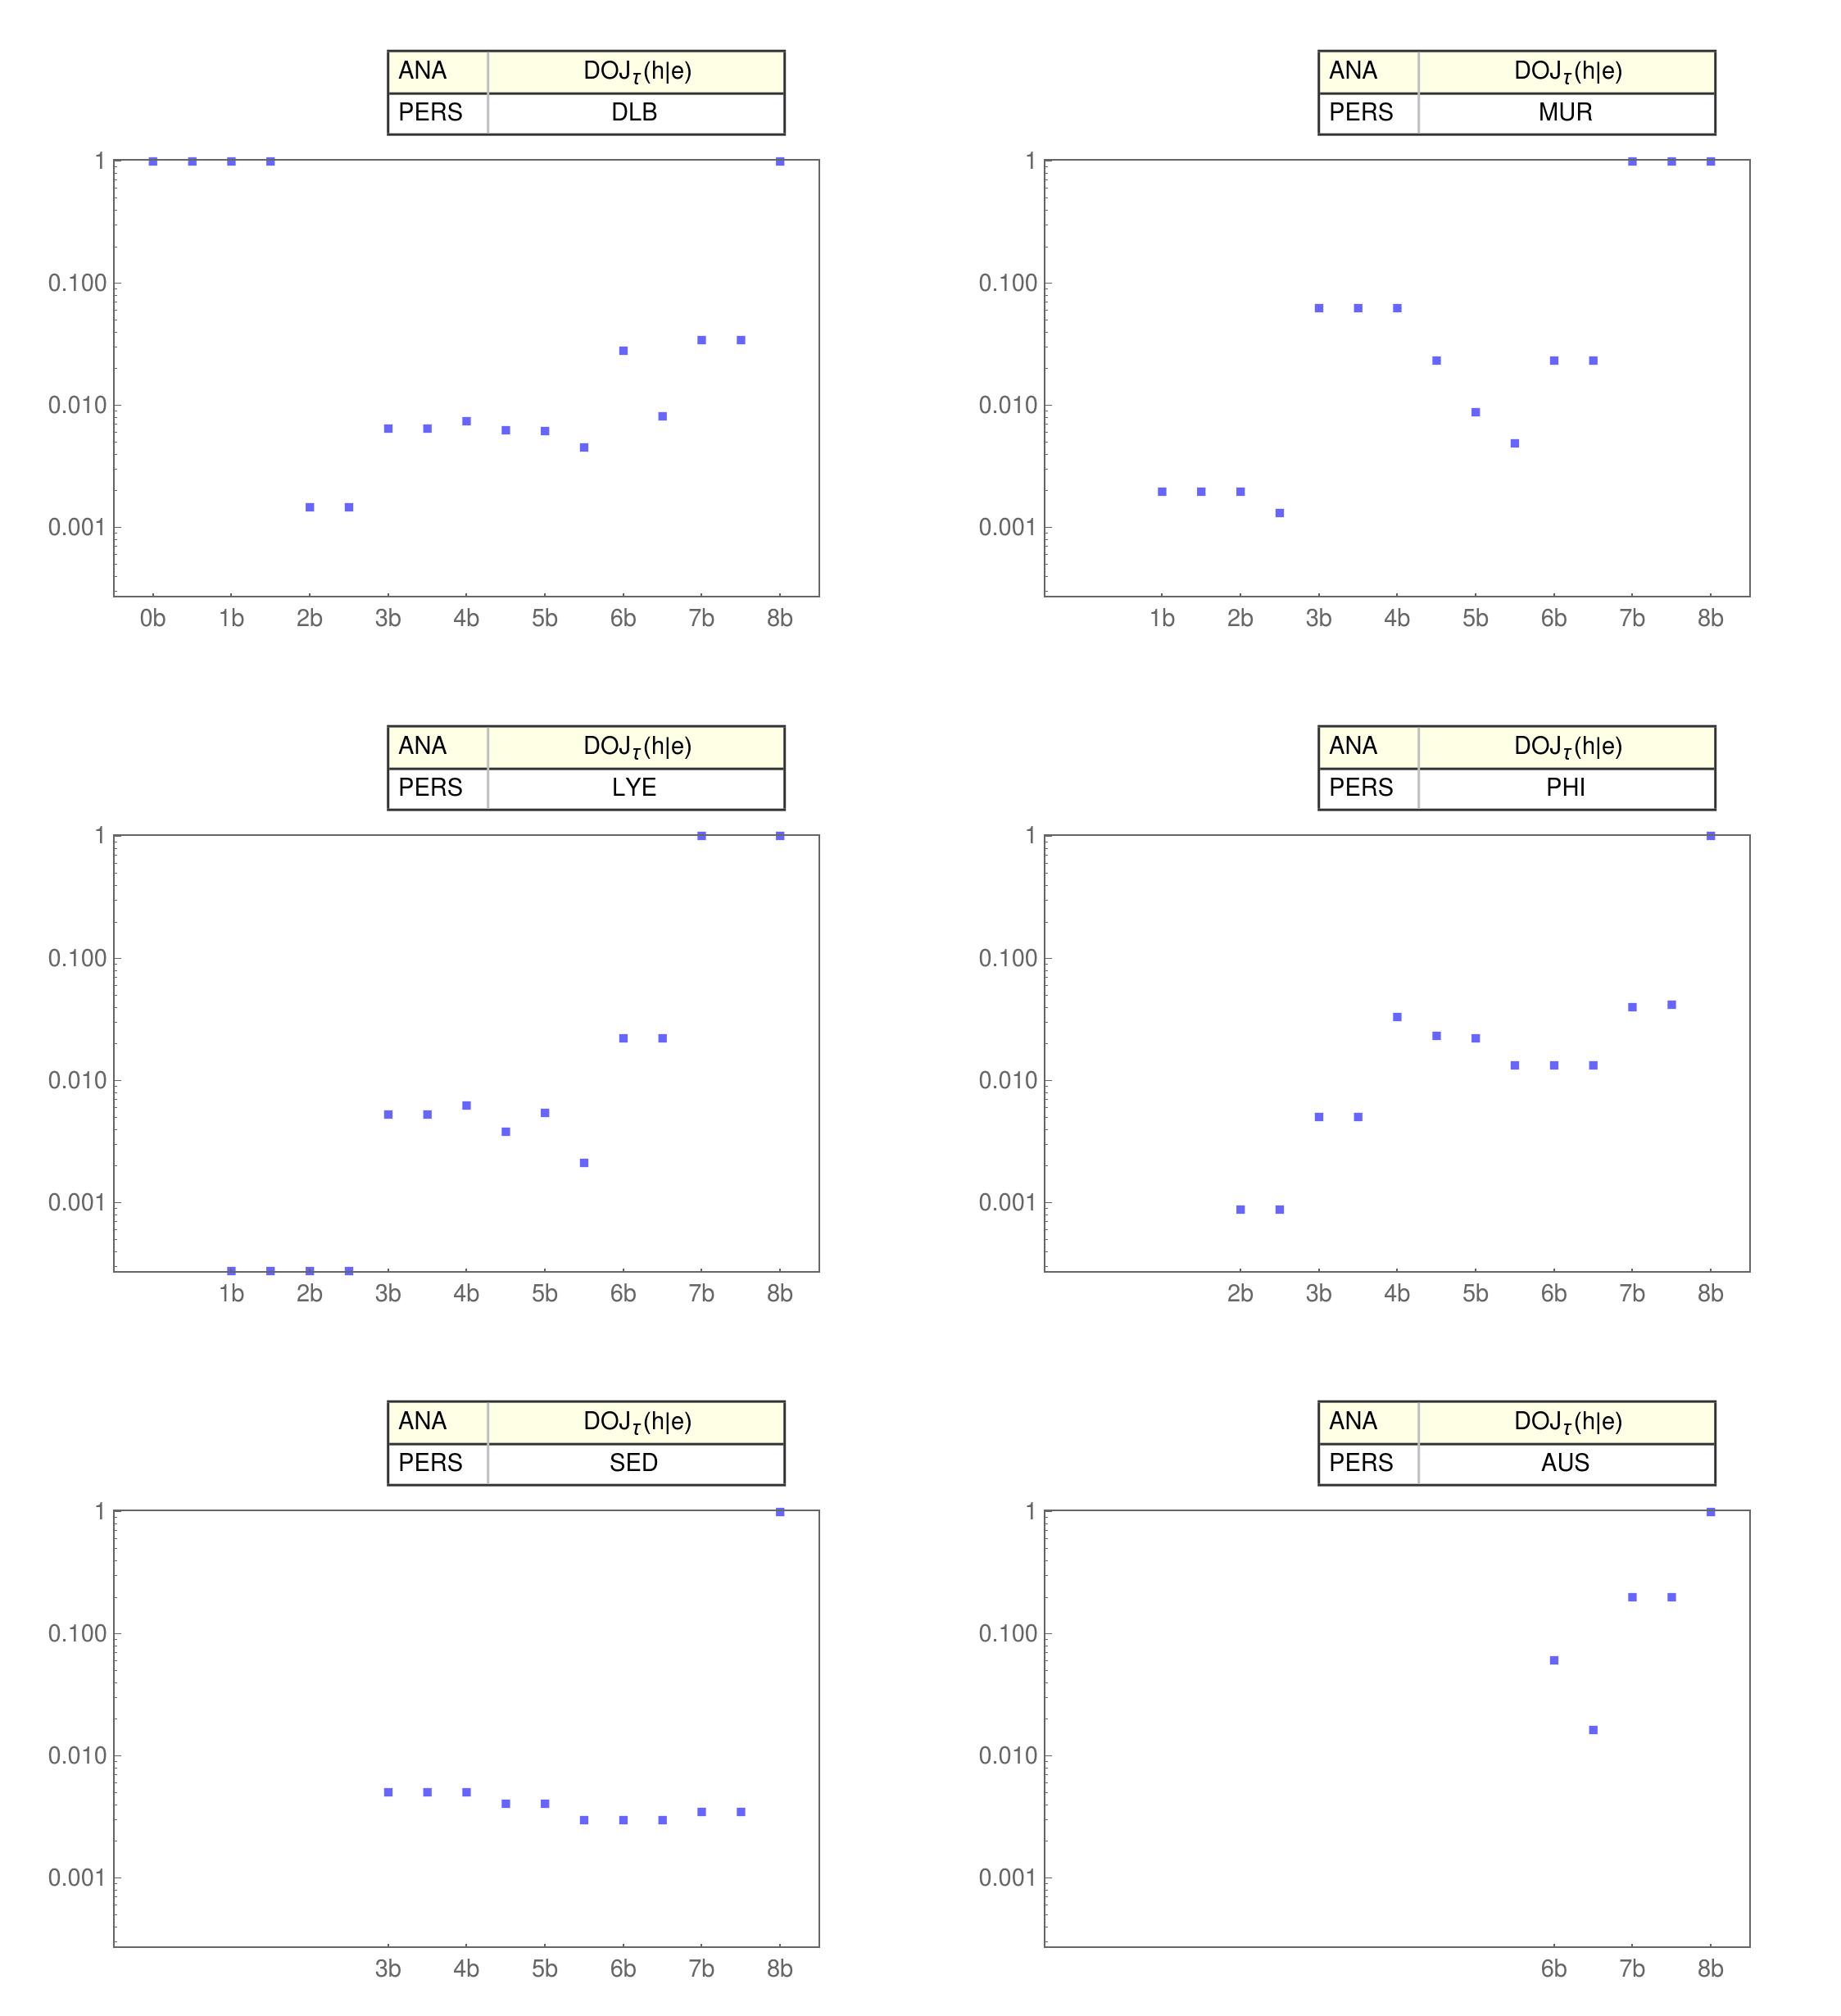 ANA DOJτ(h|e)
PERS DLB
1
0.100
0.010
0.001
0b 1b 2b 3b 4b 5b 6b 7b 8b
ANA DOJτ(h|e)
PERS MUR
1
0.100
0.010
0.001
1b 2b 3b 4b 5b 6b 7b 8b
ANA DOJτ(h|e)
PERS LYE
1
0.100
0.010
0.001
1b 2b 3b 4b 5b 6b 7b 8b
ANA DOJτ(h|e)
PERS PHI
1
0.100
0.010
0.001
2b 3b 4b 5b 6b 7b 8b
ANA DOJτ(h|e)
PERS SED
1
0.100
0.010
0.001
3b 4b 5b 6b 7b 8b
ANA DOJτ(h|e)
PERS AUS
1
0.100
0.010
0.001
6b 7b 8b